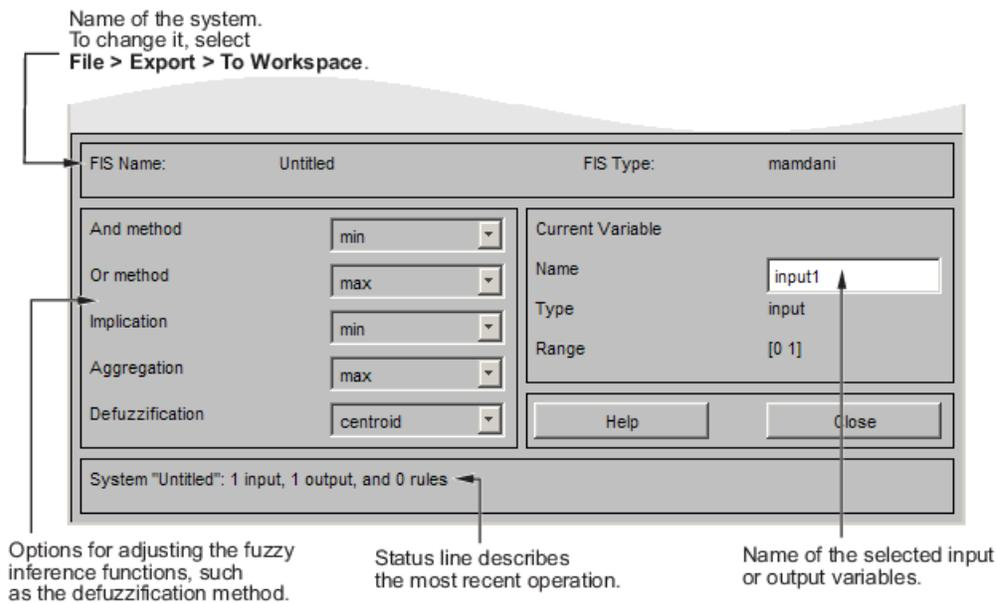 Name of the system.
To change it, select
File > Export > To Workspace.
FIS Name: Untitled FIS Type: mamdani
And method min
Or method max
Implication min
Aggregation max
Defuzzification centroid
Current Variable
Name input1
Type input
Range [0 1]
Help Close
System "Untitled": 1 input, 1 output, and 0 rules
Options for adjusting the fuzzy
inference functions, such
as the defuzzification method.
Status line describes
the most recent operation.
Name of the selected input
or output variables.